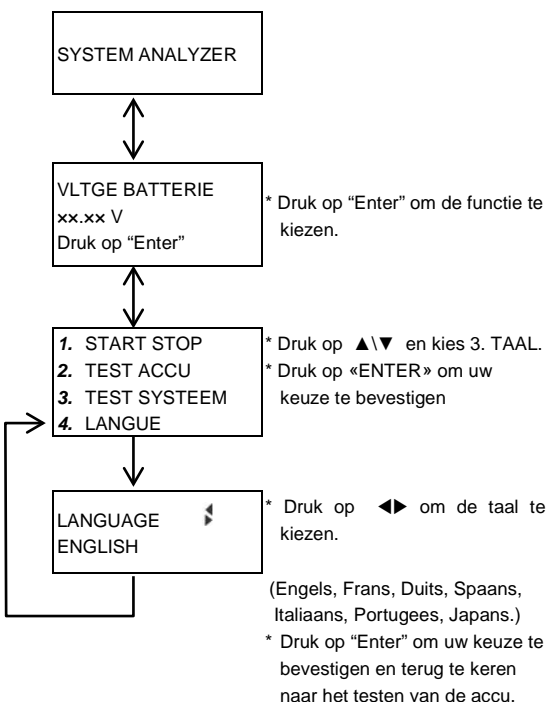 SYSTEM ANALYZER
VLTGE BATTERIE
xx.xx V
Druk op “Enter”
* Druk op “Enter” om de functie te
kiezen.
1. START STOP
2. TEST ACCU
3. TEST SYSTEEM
4. LANGUE
* Druk op ▲\▼ en kies 3. TAAL.
* Druk op «ENTER» om uw
keuze te bevestigen
LANGUAGE
ENGLISH
* Druk op ◀▶ om de taal te
kiezen.
(Engels, Frans, Duits, Spaans,
Italiaans, Portugees, Japans.)
* Druk op “Enter” om uw keuze te
bevestigen en terug te keren
naar het testen van de accu.